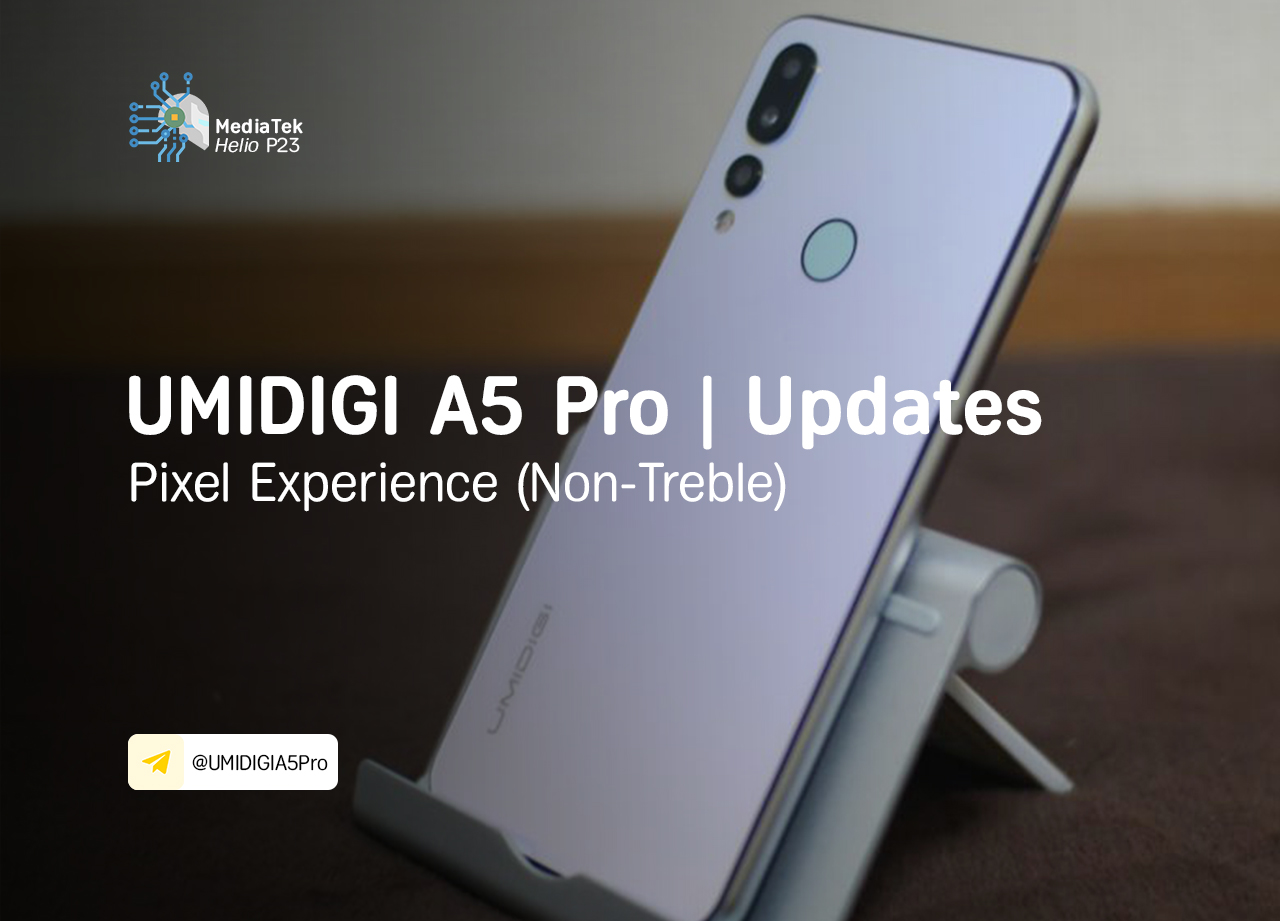 MediaTek
Helio P23
UMIDIGI A5 Pro | Updates
Pixel Experience (Non-Treble)
UMIDIGI
@UMIDIGIA5Pro